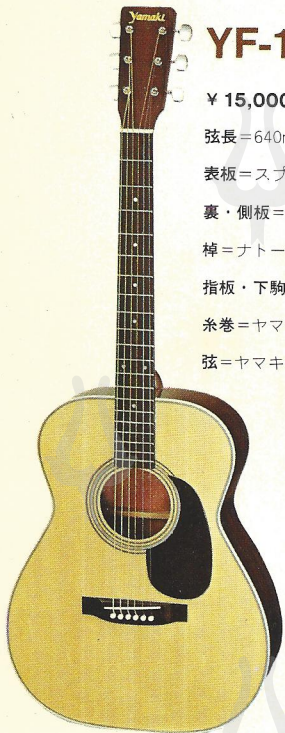 Yamaki
YF-1
¥ 15,000
弦長=640m
表板=スプ
裏・側板=
棹=ナトー
指板・下駒
糸巻=ヤマ
弦=ヤマキ